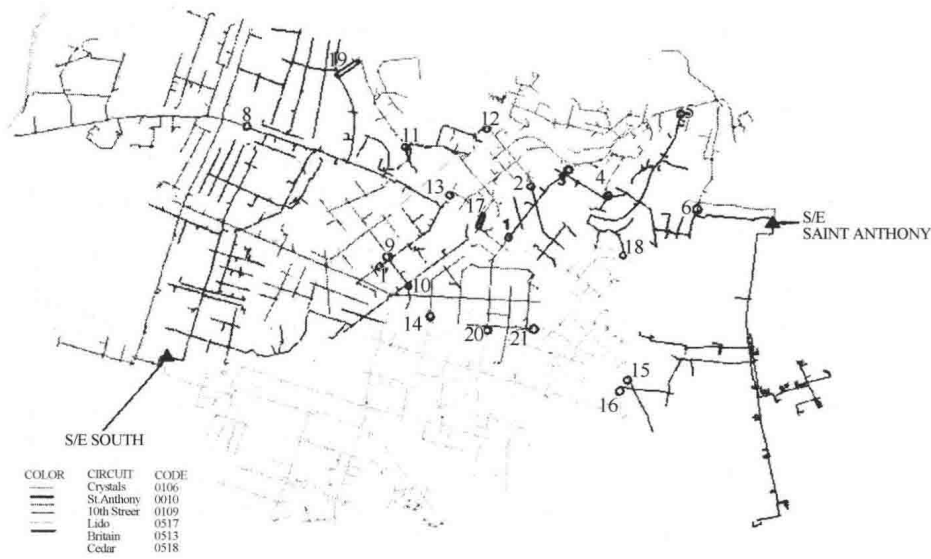 19
8
11
12
5
13
2
3
4
17
1
6
S/E
SAINT ANTHONY
9
18
7
10
14
20
21
15
16
S/E SOUTH
COLOR CIRCUIT CODE
Crystals 0106
St.Anthony 0010
10th Streer 0109
Lido 0517
Britain 0513
Cedar 0518